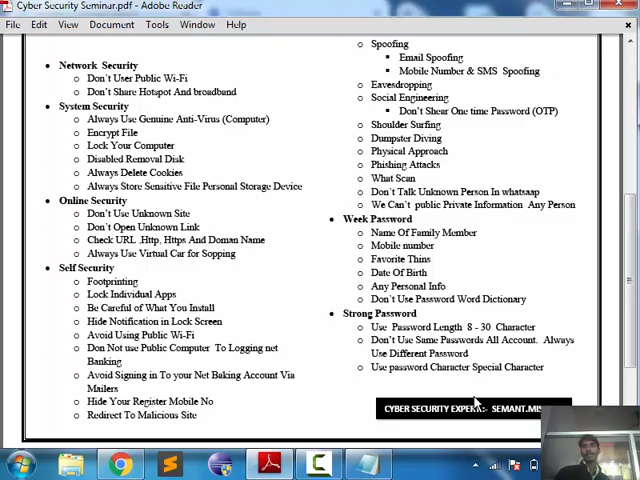 Cyber Security Seminar.pdf - Adobe Reader
File Edit View Document Tools Window Help
Network Security
Don't User Public Wi-Fi
Don't Share Hotspot And broadband
System Security
Always Use Genuine Anti-Virus (Computer)
Encrypt File
Lock Your Computer
Disabled Removal Disk
Always Delete Cookies
Always Store Sensitive File Personal Storage Device
Online Security
Don't Use Unknown Site
Don't Open Unknown Link
Check URL ,Http, Https And Doman Name
Always Use Virtual Car for Sopping
Self Security
Footprinting
Lock Individual Apps
Be Careful of What You Install
Hide Notification in Lock Screen
Avoid Using Public Wi-Fi
Don Not use Public Computer To Logging net
Banking
Avoid Signing in To your Net Baking Account Via
Mailers
Hide Your Register Mobile No
Redirect To Malicious Site
Spoofing
Email Spoofing
Mobile Number & SMS Spoofing
Eavesdropping
Social Engineering
Don't Shear One time Password (OTP)
Shoulder Surfing
Dumpster Diving
Physical Approach
Phishing Attacks
What Scan
Don't Talk Unknown Person In whatsaap
We Can't public Private Information Any Person
Week Password
Name Of Family Member
Mobile number
Favorite Thins
Date Of Birth
Any Personal Info
Don't Use Password Word Dictionary
Strong Password
Use Password Length 8 - 30 Character
Don't Use Same Passwords All Account. Always
Use Different Password
Use password Character Special Character
CYBER SECURITY EXPERT:- SEMANT.MIS